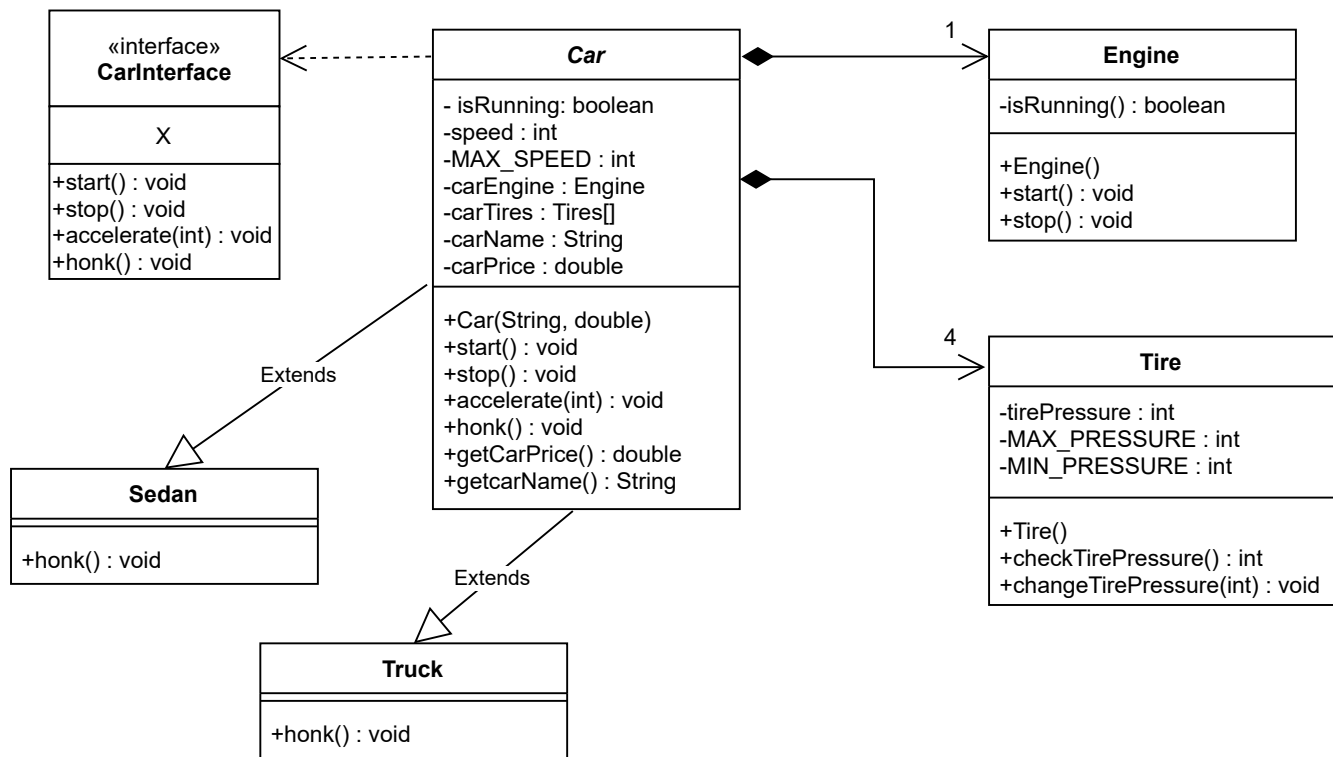 «interface»
CarInterface
X
+start() : void
+stop() : void
+accelerate(int) : void
+honk() : void
Car
- isRunning: boolean
-speed : int
-MAX_SPEED : int
-carEngine : Engine
-carTires : Tires[]
-carName : String
-carPrice : double
+Car(String, double)
+start() : void
+stop() : void
+accelerate(int) : void
+honk() : void
+getCarPrice() : double
+getcarName() : String
1
Engine
-isRunning() : boolean
+Engine()
+start() : void
+stop() : void
4
Tire
-tirePressure : int
-MAX_PRESSURE : int
-MIN_PRESSURE : int
+Tire()
+checkTirePressure() : int
+changeTirePressure(int) : void
Extends
Sedan
+honk() : void
Extends
Truck
+honk() : void